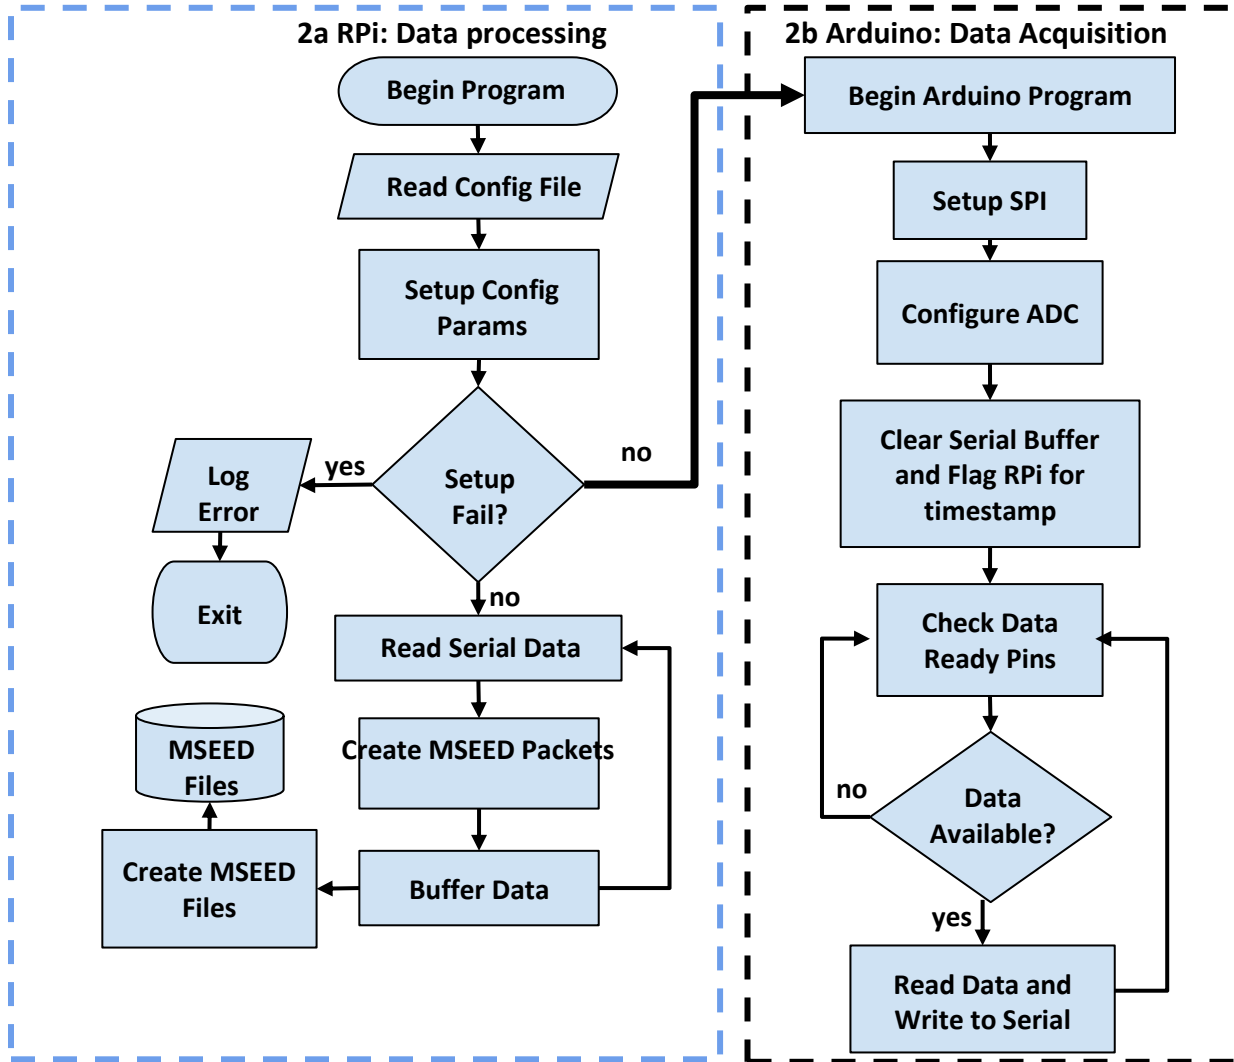 2a RPi: Data processing
Begin Program
Read Config File
Setup Config
Params
Setup
Fail?
yes
no
Log
Error
Exit
no
Read Serial Data
Create MSEED Packets
Buffer Data
Create MSEED
Files
MSEED
Files
2b Arduino: Data Acquisition
Begin Arduino Program
Setup SPI
Configure ADC
Clear Serial Buffer
and Flag RPi for
timestamp
Check Data
Ready Pins
Data
Available?
no
yes
Read Data and
Write to Serial